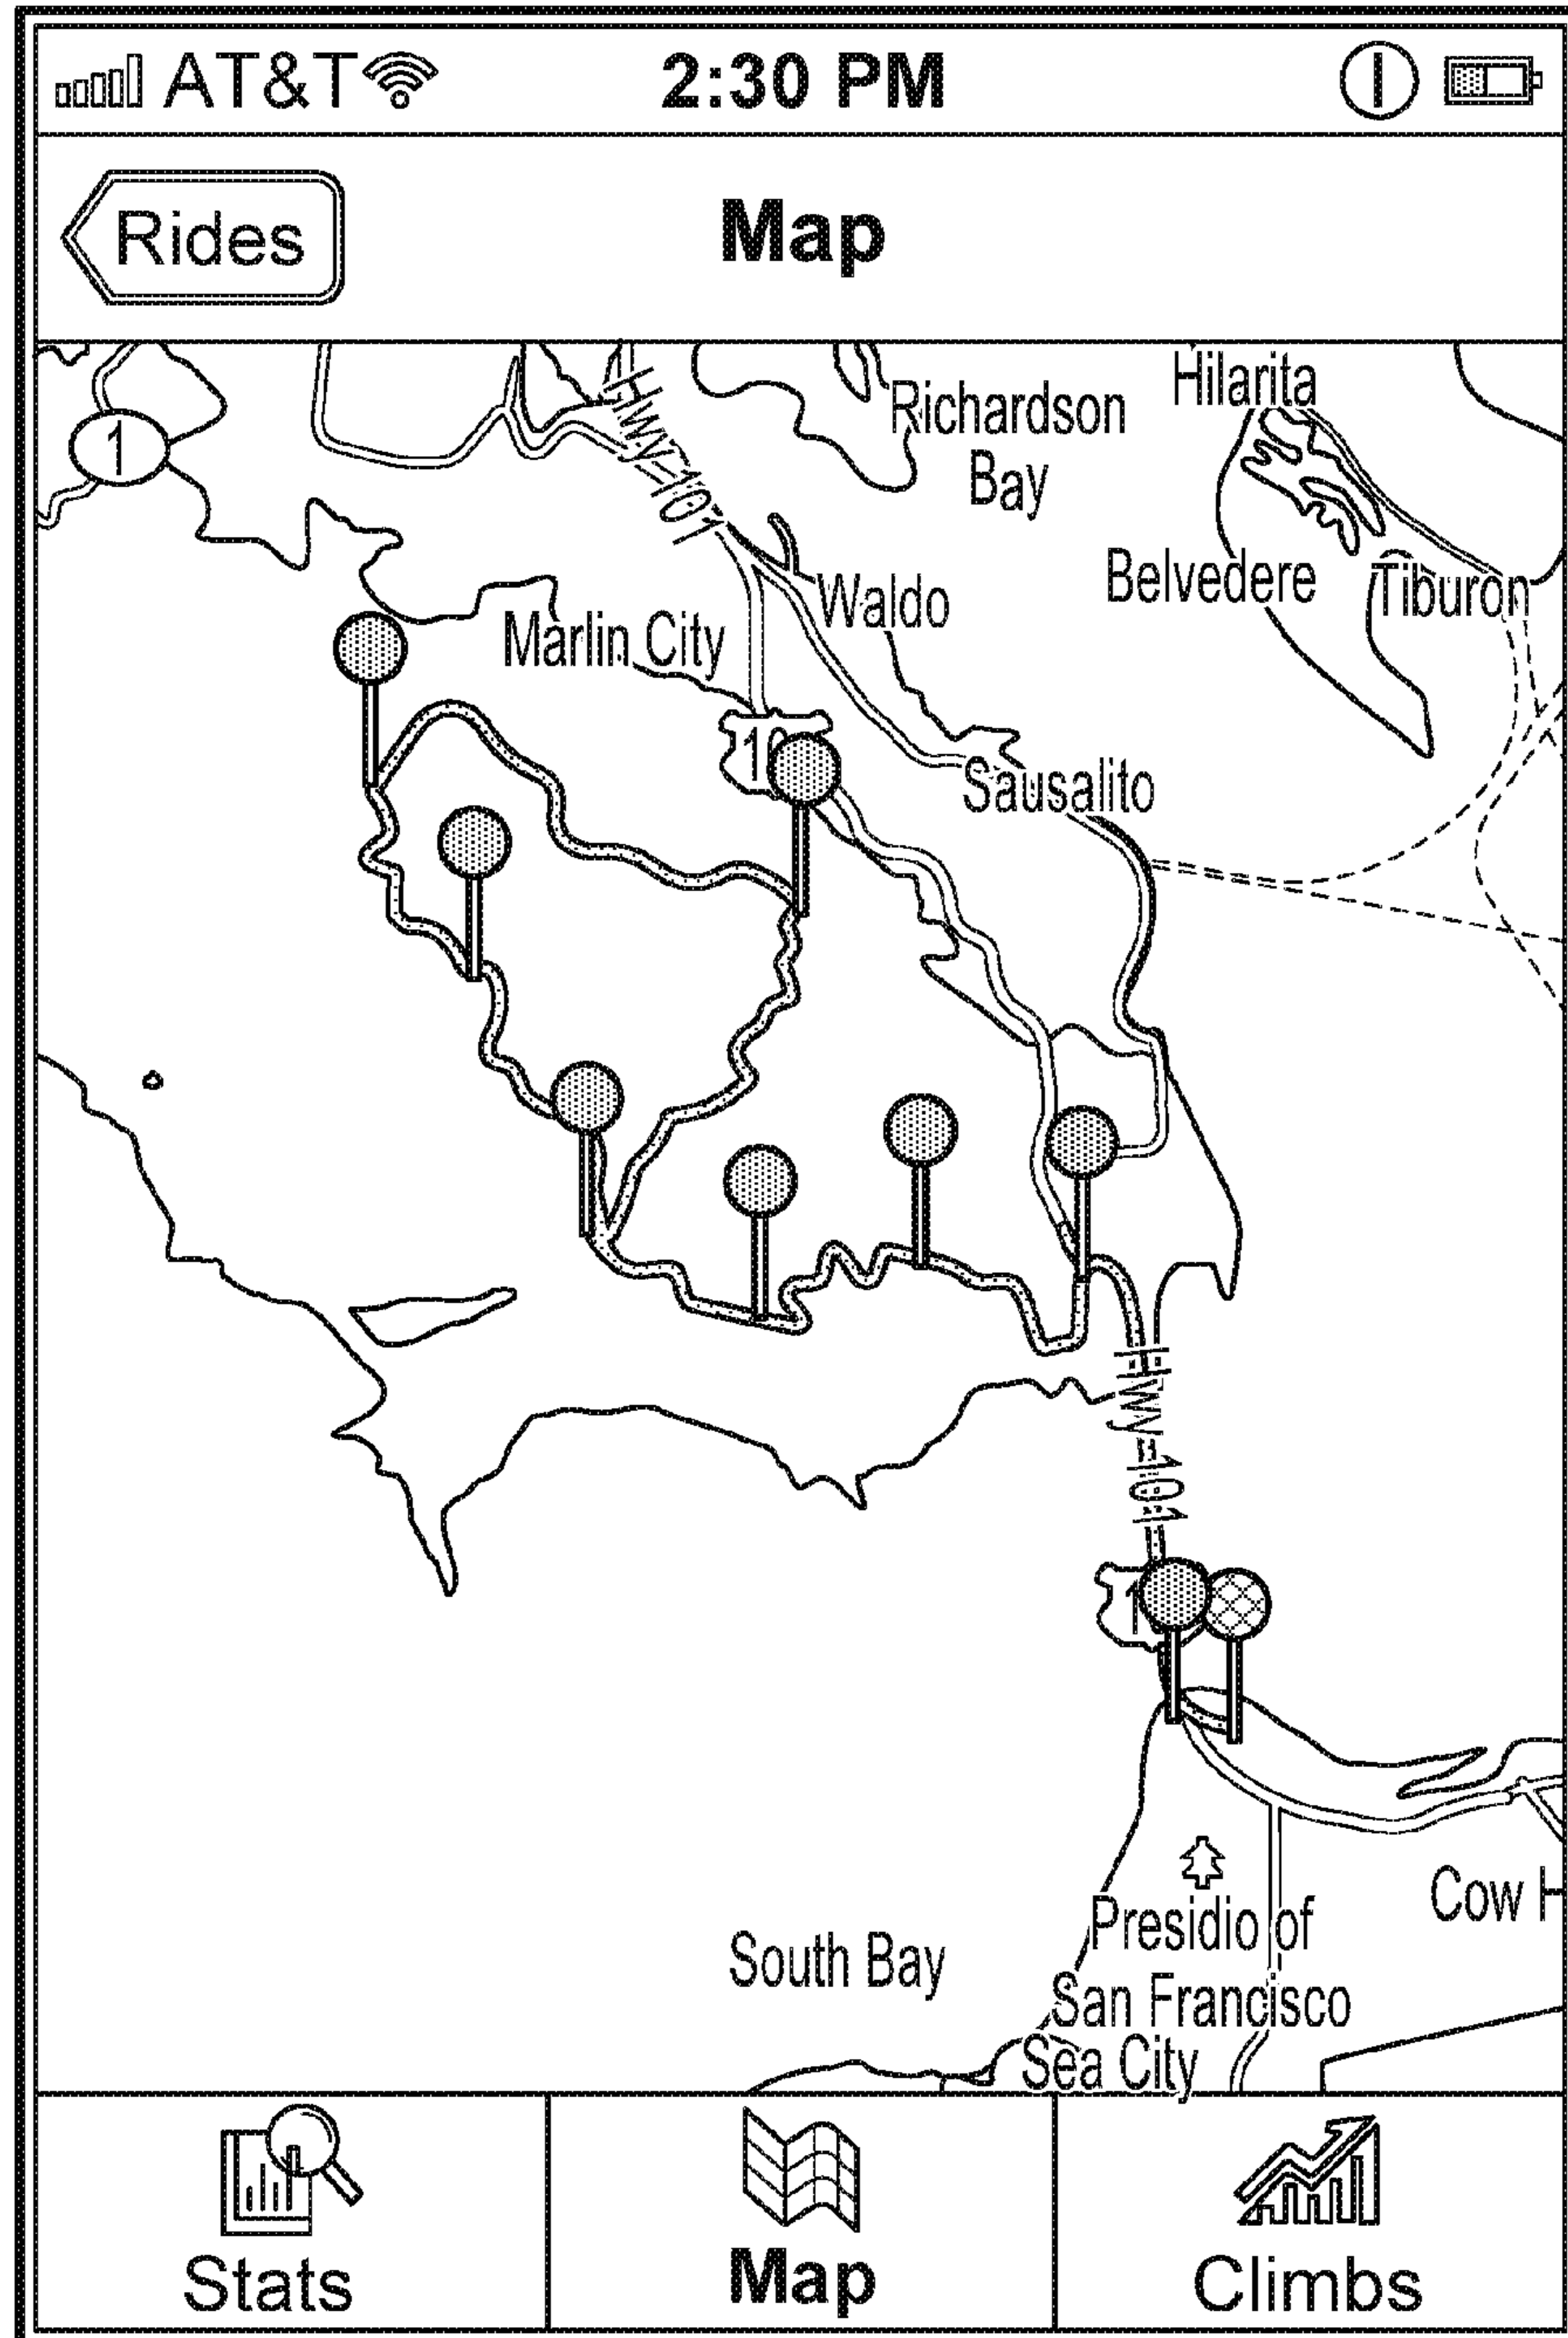 AT&T 2:30 PM
Rides Map
Hilarita
Richardson
Bay
1
Hwy-101
Belvedere Tiburon
Waldo
Marlin City
Sausalito
Hwy-101
Cow H
Presidio of
South Bay
San Francisco
Sea City
Stats Map Climbs